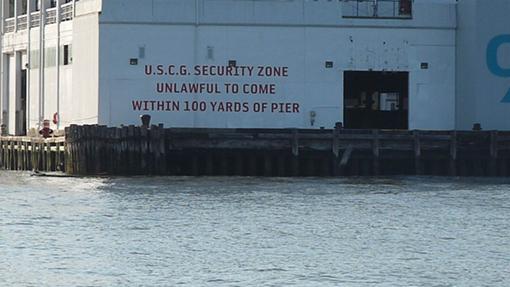 U.S.C.G. SECURITY ZONE
UNLAWFUL TO COME
WITHIN 100 YARDS OF PIER